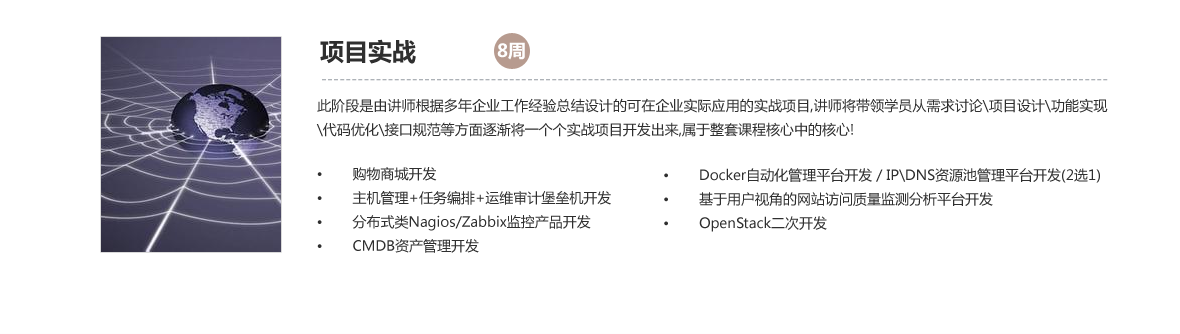 项目实战
8周
此阶段是由讲师根据多年企业工作经验总结设计的可在企业实际应用的实战项目,讲师将带领学员从需求讨论\项目设计\功能实现
\代码优化\接口规范等方面逐渐将一个个实战项目开发出来,属于整套课程核心中的核心!
• 购物商城开发
• 主机管理+任务编排+运维审计堡垒机开发
• 分布式类Nagios/Zabbix监控产品开发
• CMDB资产管理开发
• Docker自动化管理平台开发 / IP\DNS资源池管理平台开发(2选1)
• 基于用户视角的网站访问质量监测分析平台开发
• OpenStack二次开发